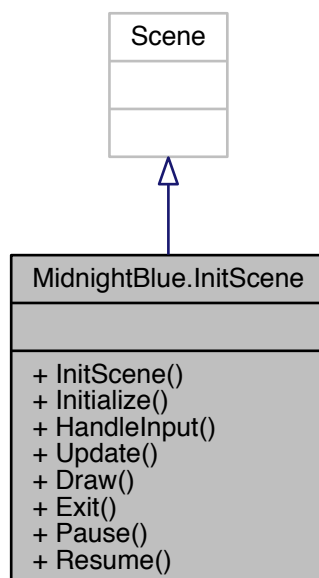 Scene
MidnightBlue.InitScene
+ InitScene()
+ Initialize()
+ HandleInput()
+ Update()
+ Draw()
+ Exit()
+ Pause()
+ Resume()